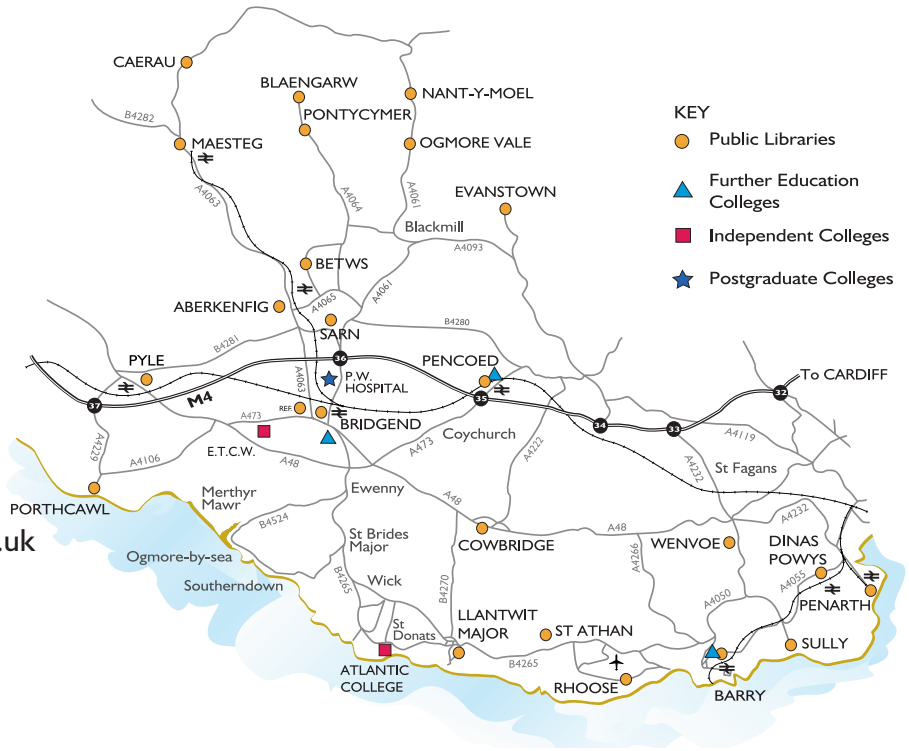 CAERAU
BLAENGARW
NANT-Y-MOEL
PONTYCYMER
B4282
MAESTEG
OGMORE VALE
KEY
Public Libraries
Further Education
Colleges
Independent Colleges
Postgraduate Colleges
A4063
A4064
A4061
EVANSTOWN
Blackmill
A4093
BETWS
A4061
ABERKENFIG
A4065
SARN
B4280
B4281
PYLE
36
PENCOED
P.W.
HOSPITAL
To CARDIFF
32
M4
A4063
37
35
REF.
BRIDGEND
34
33
A473
E.T.C.W.
A473
Coychurch
A4222
A4119
A4229
A4106
A48
St Fagans
A4232
PORTHCAWL
Merthyr
Mawr
Ewenny
A48
B4524
A4232
.uk
St Brides
Major
COWBRIDGE
A48
WENVOE
DINAS
POWYS
Ogmore-by-sea
Southerndown
B4265
Wick
B4270
A4266
A4055
PENARTH
St
Donats
LLANTWIT
MAJOR
ST ATHAN
A4050
SULLY
B4265
ATLANTIC
COLLEGE
RHOOSE
BARRY